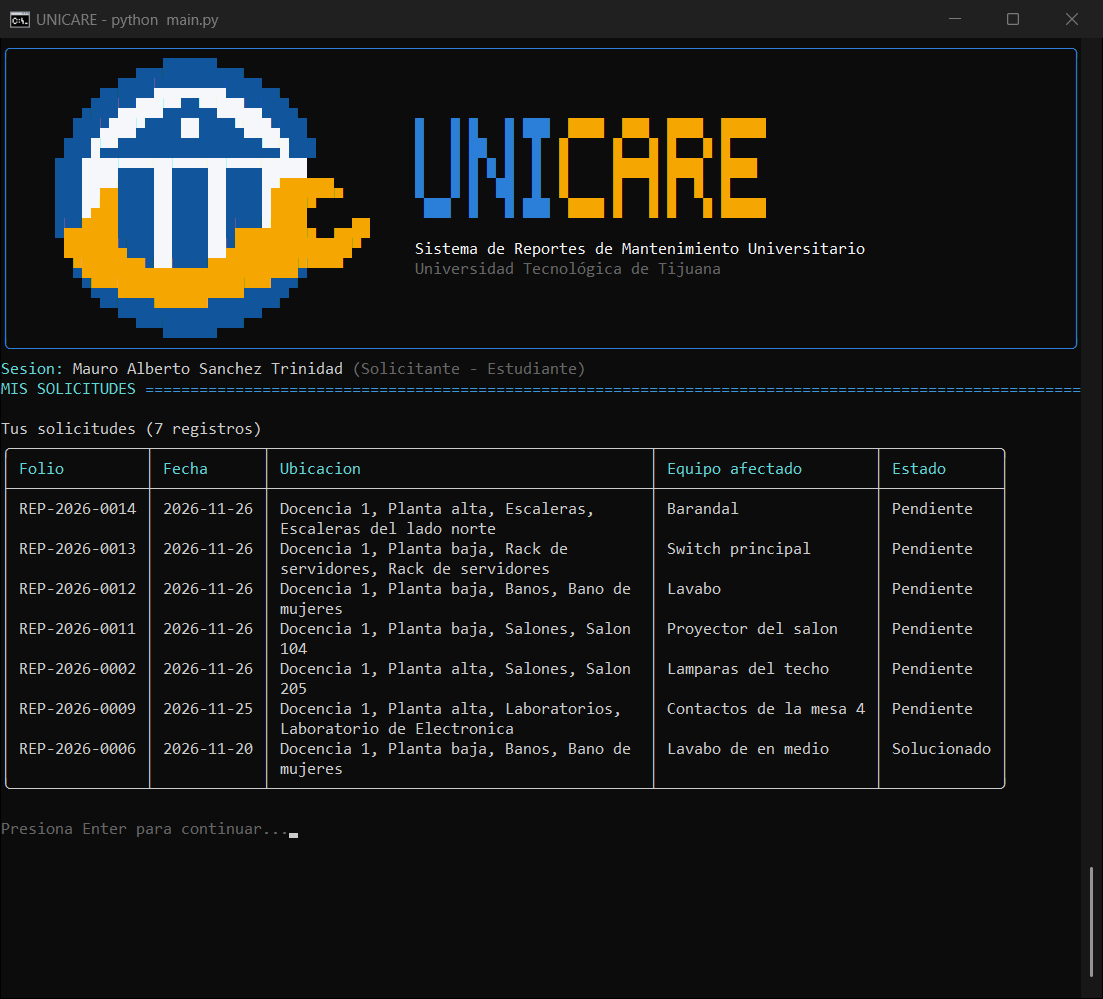 UNICARE - python  main.py
UNICARE
Sistema de Reportes de Mantenimiento Universitario
Universidad Tecnológica de Tijuana
Sesion: Mauro Alberto Sanchez Trinidad (Solicitante - Estudiante)
MIS SOLICITUDES ========================================================================================================
Tus solicitudes (7 registros)
Folio Fecha Ubicacion Equipo afectado Estado
REP-2026-0014 2026-11-26 Docencia 1, Planta alta, Escaleras, Barandal Pendiente
Escaleras del lado norte
REP-2026-0013 2026-11-26 Docencia 1, Planta baja, Rack de Switch principal Pendiente
servidores, Rack de servidores
REP-2026-0012 2026-11-26 Docencia 1, Planta baja, Banos, Bano de Lavabo Pendiente
mujeres
REP-2026-0011 2026-11-26 Docencia 1, Planta baja, Salones, Salon Proyector del salon Pendiente
104
REP-2026-0002 2026-11-26 Docencia 1, Planta alta, Salones, Salon Lamparas del techo Pendiente
205
REP-2026-0009 2026-11-25 Docencia 1, Planta alta, Laboratorios, Contactos de la mesa 4 Pendiente
Laboratorio de Electronica
REP-2026-0006 2026-11-20 Docencia 1, Planta baja, Banos, Bano de Lavabo de en medio Solucionado
mujeres
Presiona Enter para continuar...